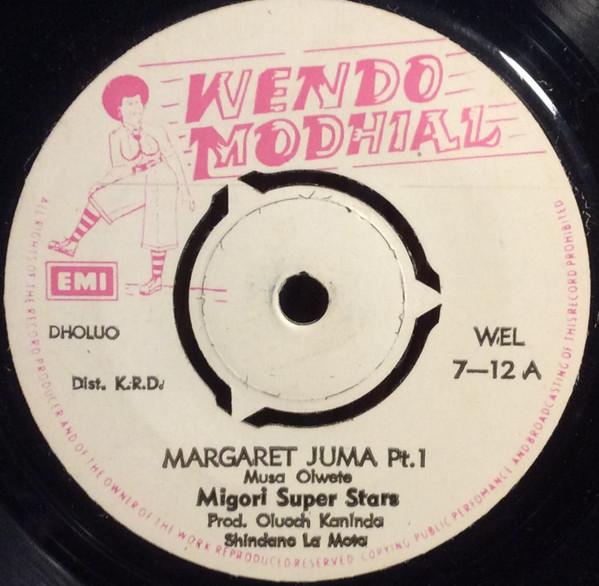 WENDO
MODHIAL
EMI
DHOLUO
WEL
7—12 A
Dist. K.R.D.
MARGARET JUMA Pt.1
Musa Olwete
Migori Super Stars
Prod. Oluoch Kaninda
Shindano La Mota
ALL RIGHTS OF THE RECORD PRODUCER AND OF THE OWNER OF THE WORK REPRODUCED RESERVED. COPYING PUBLIC PERFOMANCE AND BROADCASTING OF THIS RECORD PROHIBITED